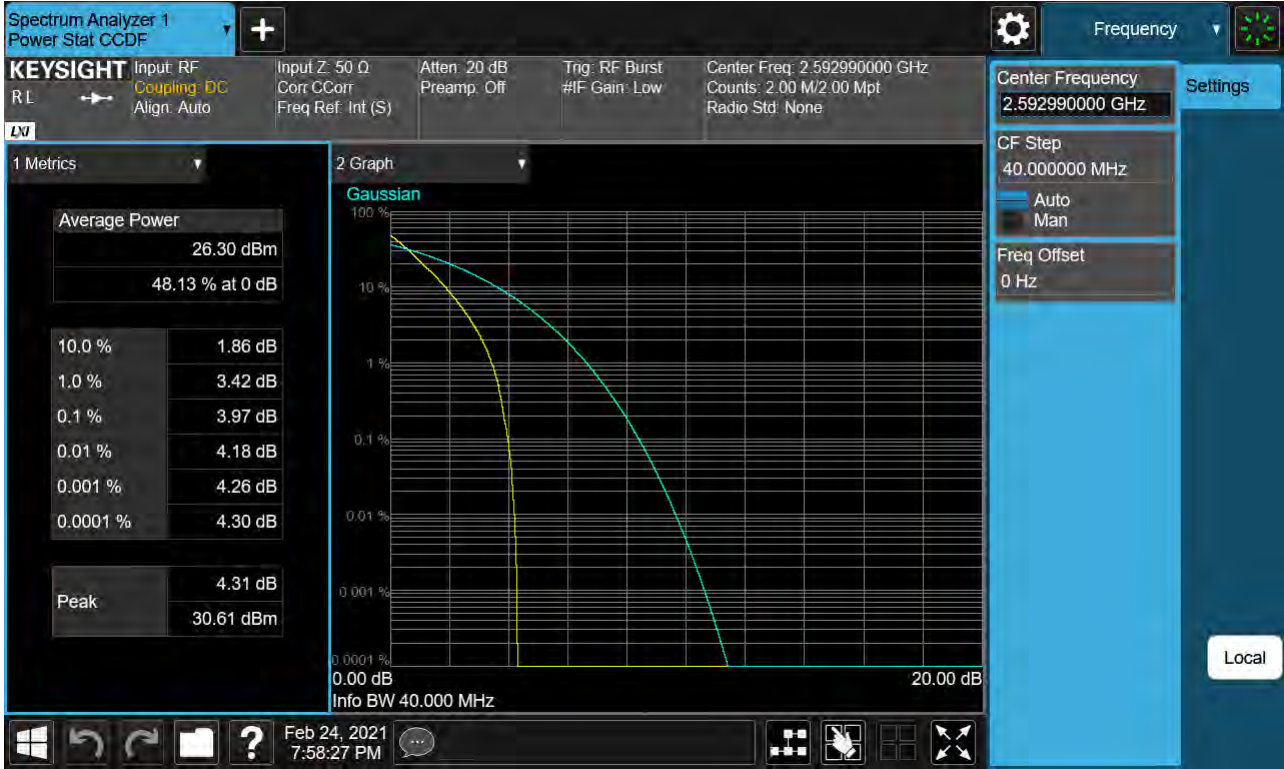 Spectrum Analyzer 1
Power Stat CCDF
Frequency
KEYSIGHT
RL
LXI
Input: RF
Coupling: DC
Align: Auto
Input Z: 50 Ω
Corr CCorr
Freq Ref: Int (S)
Atten: 20 dB
Preamp: Off
Trig: RF Burst
#IF Gain: Low
Center Freq: 2.592990000 GHz
Counts: 2.00 M/2.00 Mpt
Radio Std: None
Center Frequency
2.592990000 GHz
Settings
CF Step
40.000000 MHz
Auto
Man
Freq Offset
0 Hz
1 Metrics
Average Power
26.30 dBm
48.13 % at 0 dB
10.0 % 1.86 dB
1.0 % 3.42 dB
0.1 % 3.97 dB
0.01 % 4.18 dB
0.001 % 4.26 dB
0.0001 % 4.30 dB
Peak
4.31 dB
30.61 dBm
2 Graph
Gaussian
100 %
10 %
1 %
0.1 %
0.01 %
0.001 %
0.0001 %
0.00 dB 20.00 dB
Info BW 40.000 MHz
Local
?
Feb 24, 2021
7:58:27 PM